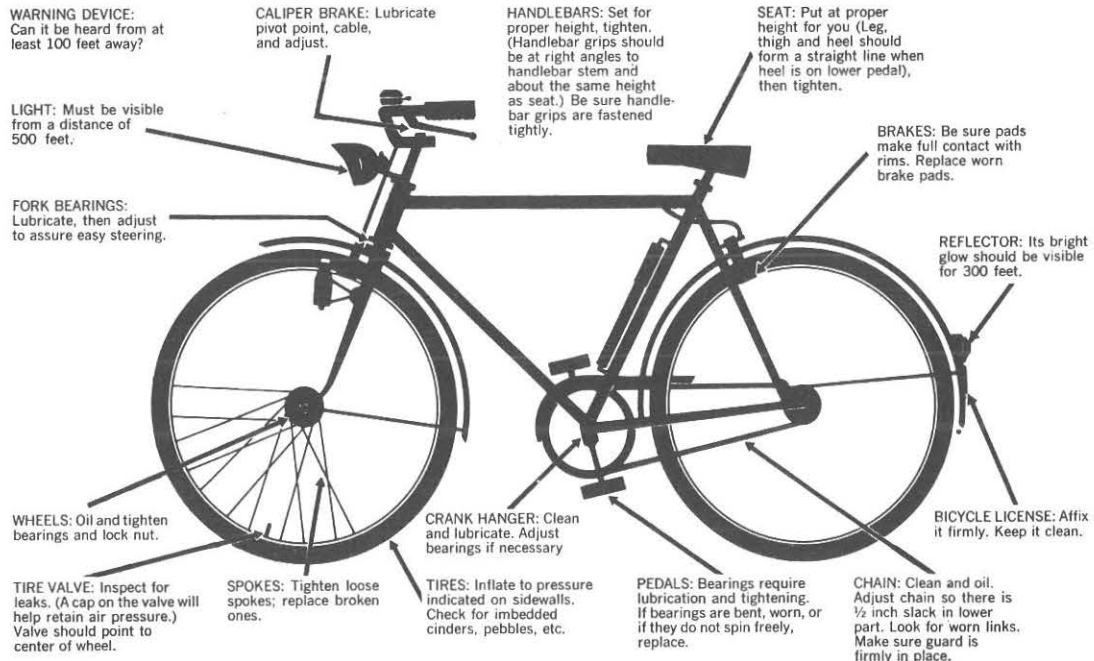 WARNING DEVICE:
Can it be heard from at
least 100 feet away?
CALIPER BRAKE: Lubricate
pivot point, cable,
and adjust.
HANDLEBARS: Set for
proper height, tighten.
(Handlebar grips should
be at right angles to
handlebar stem and
about the same height
as seat.) Be sure handle-
bar grips are fastened
tightly.
SEAT: Put at proper
height for you (Leg,
thigh and heel should
form a straight line when
heel is on lower pedal),
then tighten.
LIGHT: Must be visible
from a distance of
500 feet.
BRAKES: Be sure pads
make full contact with
rims. Replace worn
brake pads.
FORK BEARINGS:
Lubricate, then adjust
to assure easy steering.
REFLECTOR: Its bright
glow should be visible
for 300 feet.
WHEELS: Oil and tighten
bearings and lock nut.
CRANK HANGER: Clean
and lubricate. Adjust
bearings if necessary
BICYCLE LICENSE: Affix
it firmly. Keep it clean.
TIRE VALVE: Inspect for
leaks. (A cap on the valve will
help retain air pressure.)
Valve should point to
center of wheel.
SPOKES: Tighten loose
spokes; replace broken
ones.
TIRES: Inflate to pressure
indicated on sidewalls.
Check for imbedded
cinders, pebbles, etc.
PEDALS: Bearings require
lubrication and tightening.
If bearings are bent, worn, or
if they do not spin freely,
replace.
CHAIN: Clean and oil.
Adjust chain so there is
½ inch slack in lower
part. Look for worn links.
Make sure guard is
firmly in place.